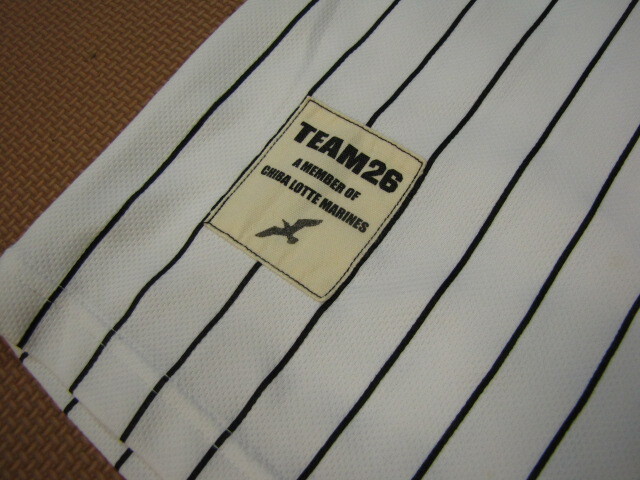 TEAM26
A MEMBER OF
CHIBA LOTTE MARINES